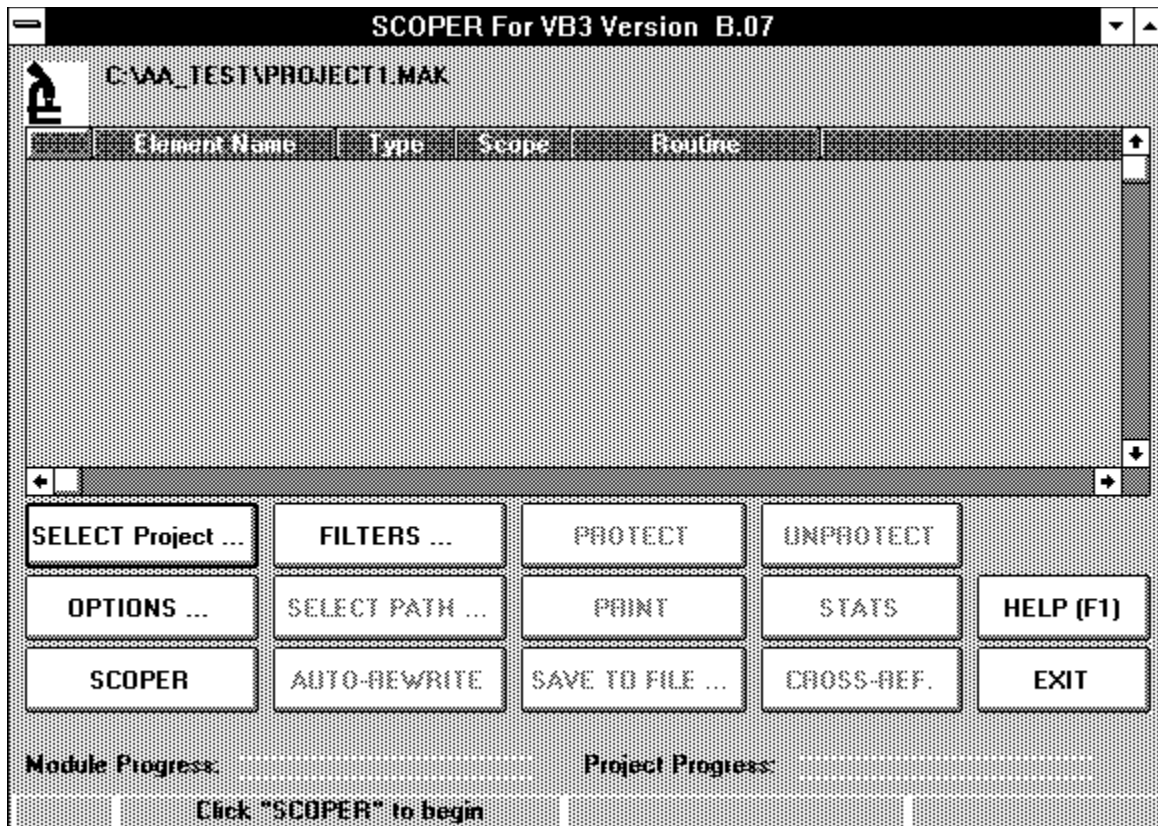 SCOPER For VB3 Version B.07
C:\AA_TEST\PROJECT1.MAK
Element Name Type Scope Routine
SELECT Project ... FILTERS ... PROTECT UNPROTECT
OPTIONS ... SELECT PATH ... PRINT STATS HELP (F1)
SCOPER AUTO-REWRITE SAVE TO FILE ... CROSS-REF. EXIT
Module Progress: Project Progress:
Click "SCOPER" to begin